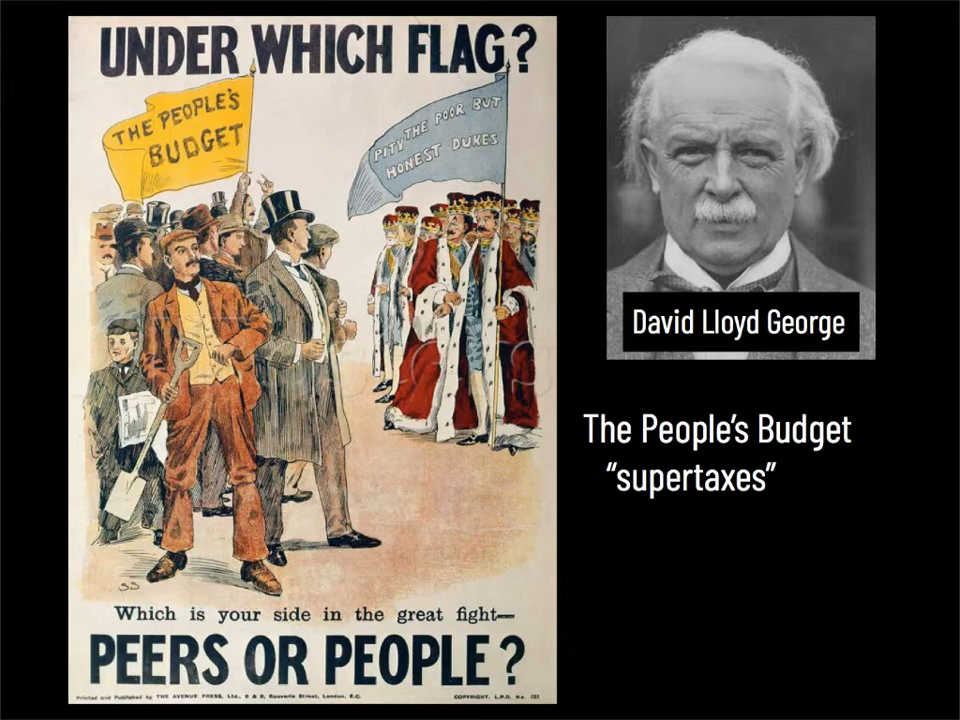 UNDER WHICH FLAG?
THE PEOPLE'S
BUDGET
PITY THE POOR BUT
HONEST DUKES
SS
Which is your side in the great fight—
PEERS OR PEOPLE?
Printed and Published by THE AVENUE PRESS, Ltd., 6 & 8, Bouverie Street, London, E.C.
COPYRIGHT. L.P.D. No.
David Lloyd George
The People's Budget
"supertaxes"